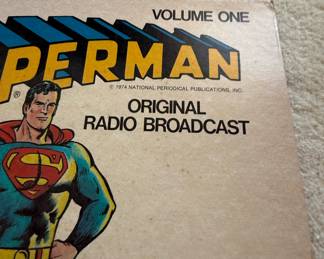 VOLUME ONE
PERMAN
® © 1974 NATIONAL PERIODICAL PUBLICATIONS, INC.
ORIGINAL
RADIO BROADCAST
S